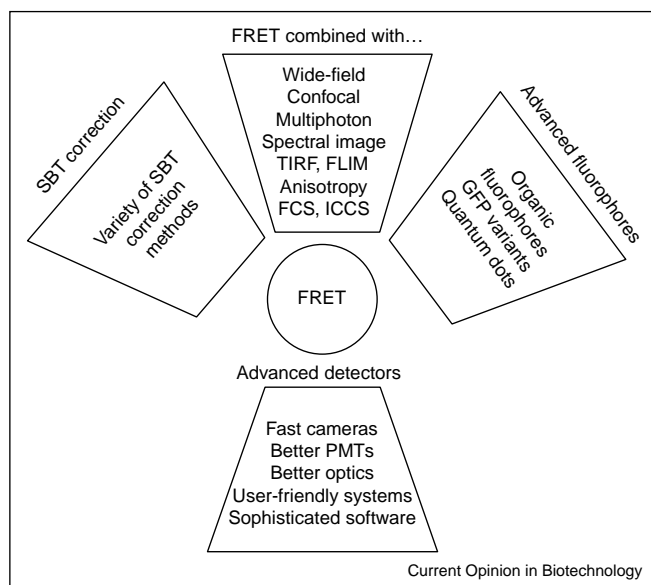 FRET combined with...
Wide-field
Confocal
Multiphoton
Spectral image
TIRF, FLIM
Anisotropy
FCS, ICCS
SBT correction
Variety of SBT
correction
methods
Advanced fluorophores
Organic
fluorophores
GFP variants
Quantum dots
FRET
Advanced detectors
Fast cameras
Better PMTs
Better optics
User-friendly systems
Sophisticated software
Current Opinion in Biotechnology